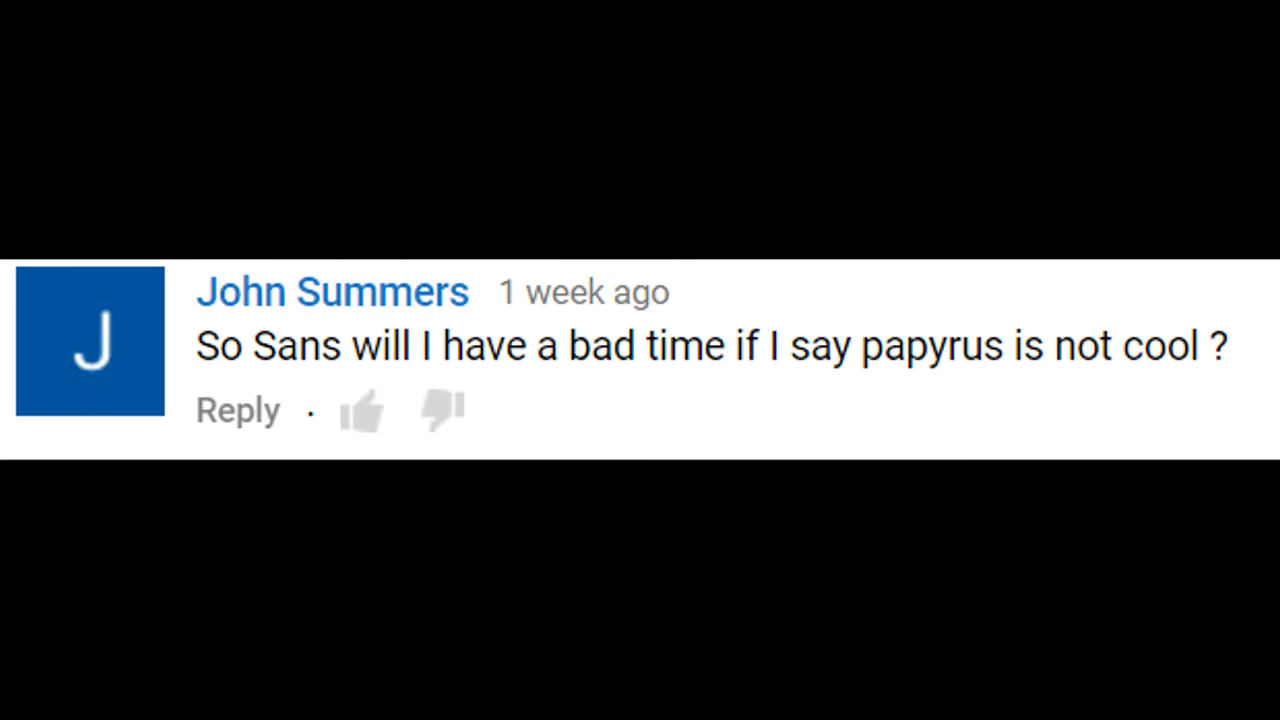 J
John Summers 1 week ago
So Sans will I have a bad time if I say papyrus is not cool ?
Reply ·